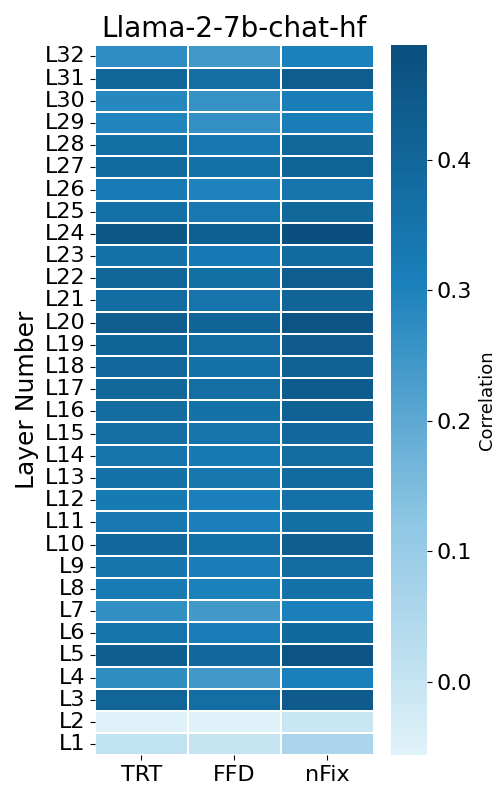 Llama-2-7b-chat-hf
Layer Number
L32
L31
L30
L29
L28
L27
L26
L25
L24
L23
L22
L21
L20
L19
L18
L17
L16
L15
L14
L13
L12
L11
L10
L9
L8
L7
L6
L5
L4
L3
L2
L1
TRT FFD nFix
0.4
0.3
0.2
0.1
0.0
Correlation